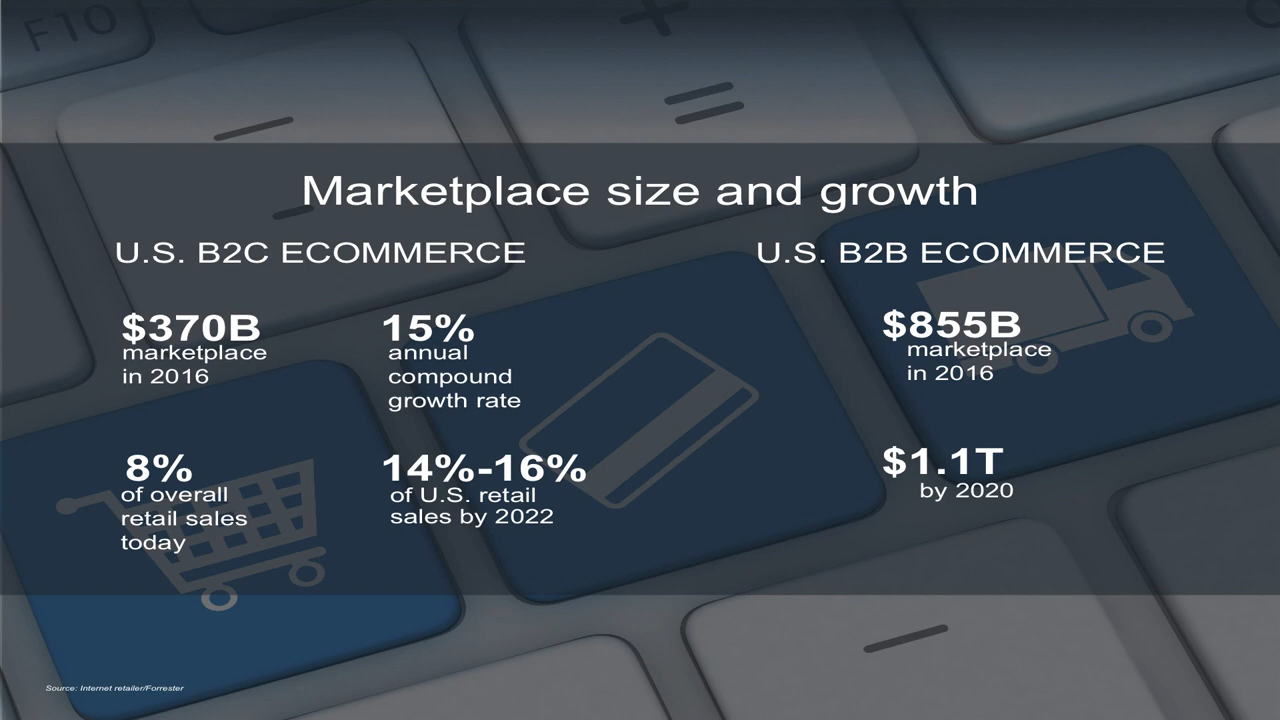 F10
+
=
Marketplace size and growth
U.S. B2C ECOMMERCE
$370B
marketplace
in 2016
15%
annual
compound
growth rate
8%
of overall
retail sales
today
14%-16%
of U.S. retail
sales by 2022
U.S. B2B ECOMMERCE
$855B
marketplace
in 2016
$1.1T
by 2020
Source: Internet retailer/Forrester